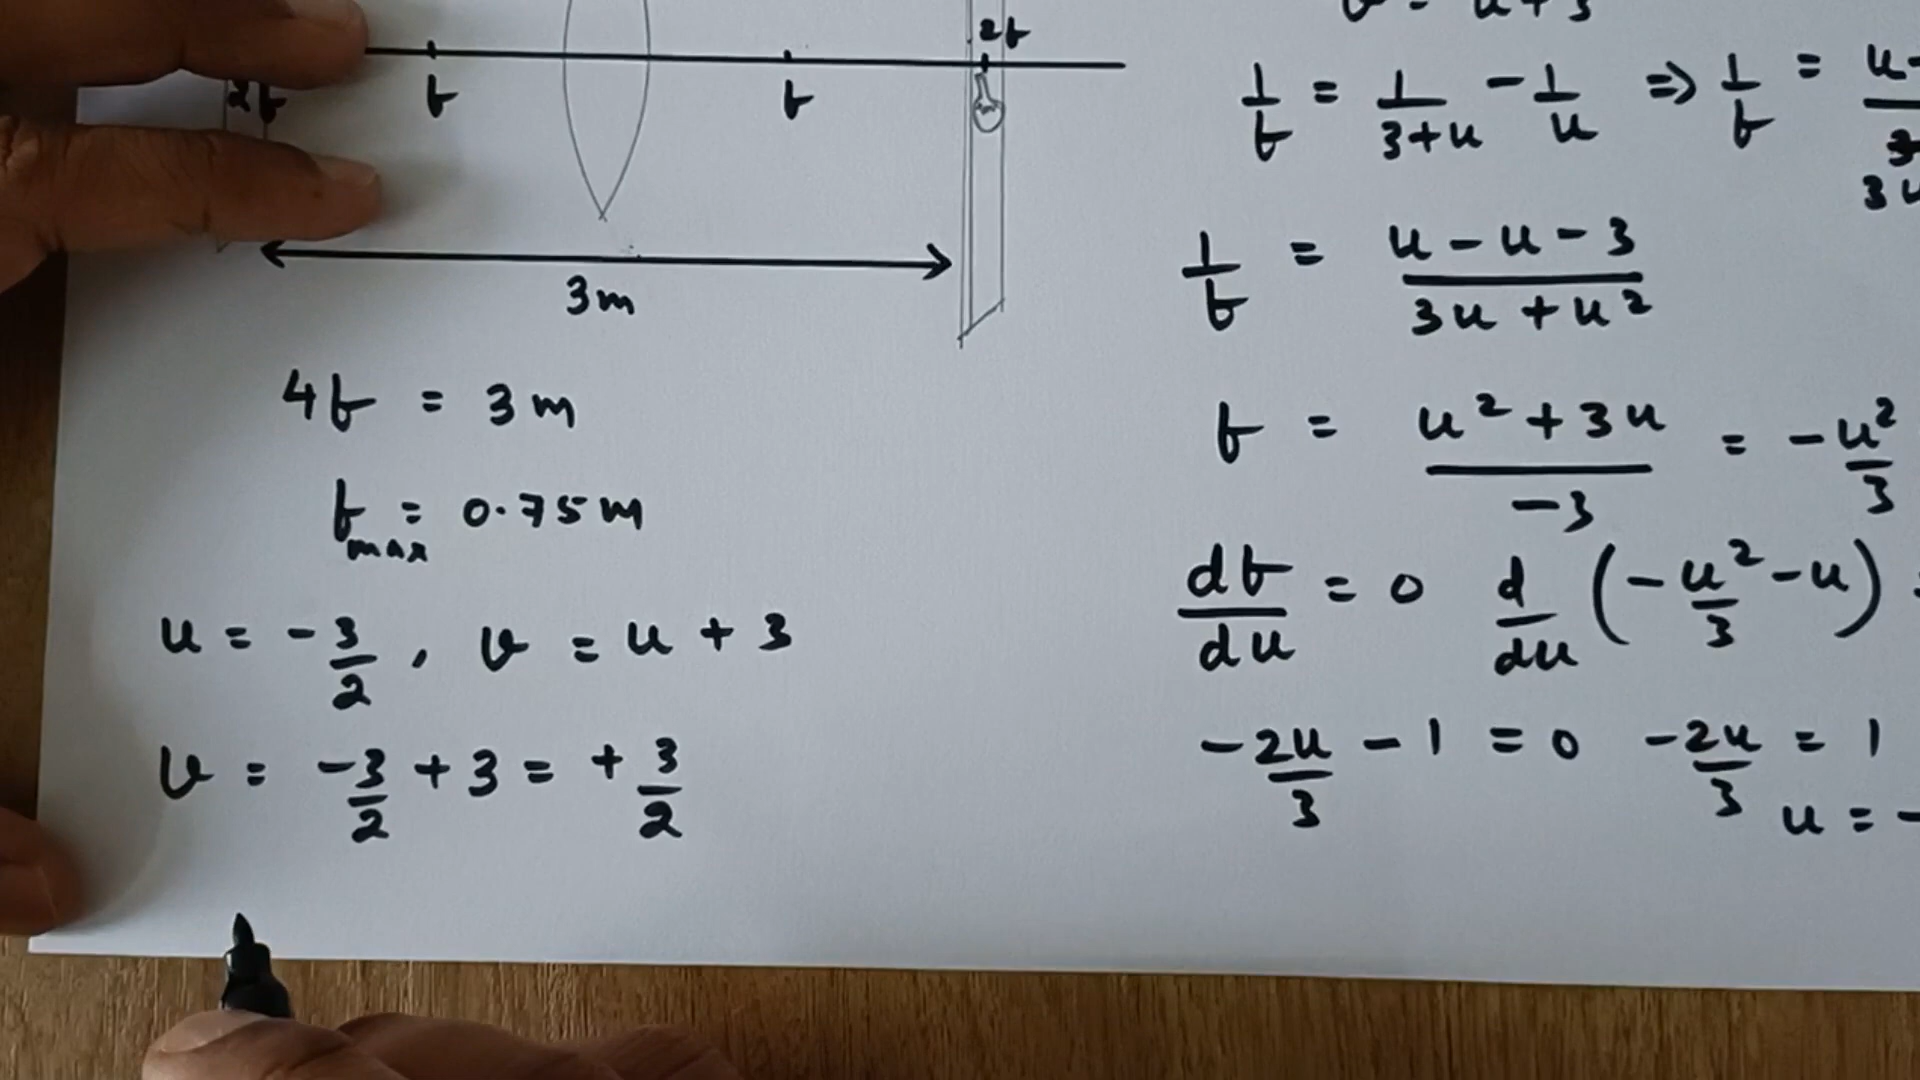 2f f f 2f
3m
4f = 3m
f max = 0.75m
u = -3/2, v = u + 3
v = -3/2 + 3 = + 3/2
v = u+3
1/f = 1/3+u - 1/u => 1/f = u-
1/f = u - u - 3 / 3u + u²
f = u² + 3u / -3 = -u²/3
df/du = 0 d/du (-u²/3 - u) =
-2u/3 - 1 = 0 -2u/3 = 1
u = -